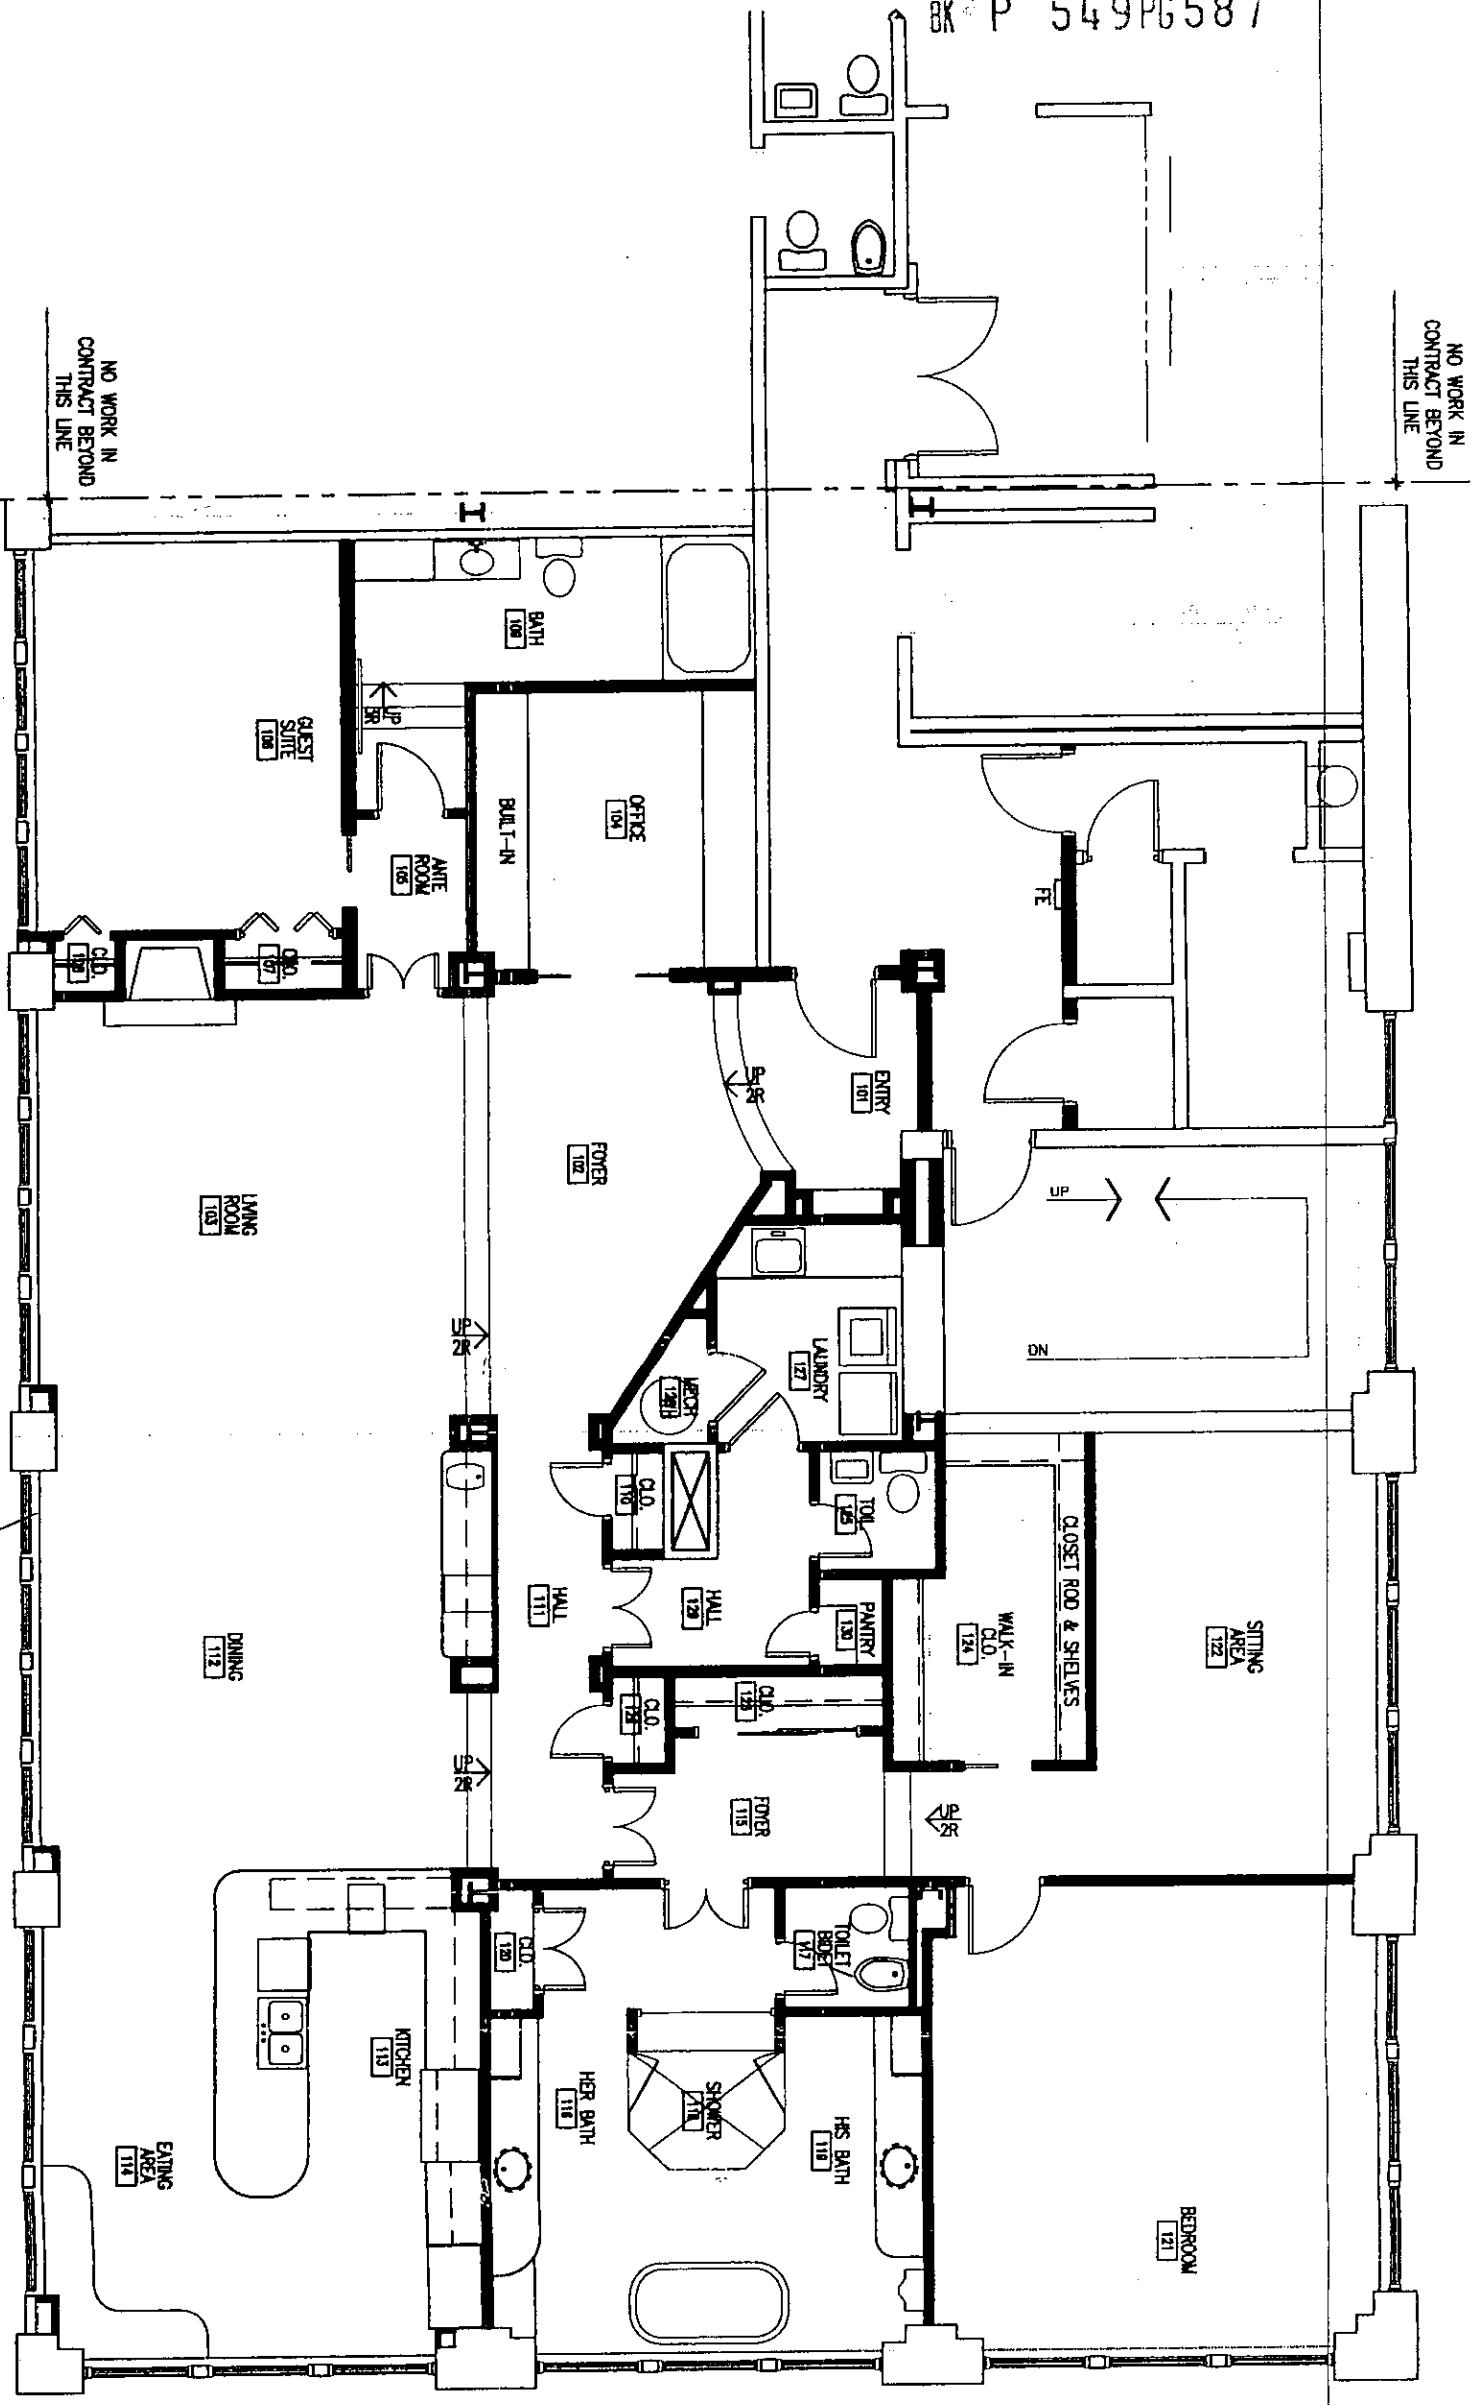 BK P 549PG587
NO WORK IN
CONTRACT BEYOND
THIS LINE
NO WORK IN
CONTRACT BEYOND
THIS LINE
BATH
UP
5R
GUEST
SUITE
106
OFFICE
104
BUILT-IN
ANTE
ROOM
105
CLO.
107
CLO.
FE
ENTRY
101
UP
2R
FOYER
102
LIVING
ROOM
103
UP
2R
UP
DN
LAUNDRY
127
MECH
CLO.
110
TOIL
125
HALL
111
HALL
129
PANTRY
130
WALK-IN
CLO.
124
CLOSET ROD & SHELVES
SITTING
AREA
122
DINING
112
CLO.
CLO.
123
UP
2R
FOYER
115
UP
2R
CLO.
120
TOILET
BIDET
117
KITCHEN
113
HER BATH
116
SHOWER
HIS BATH
119
EATING
AREA
114
BEDROOM
121